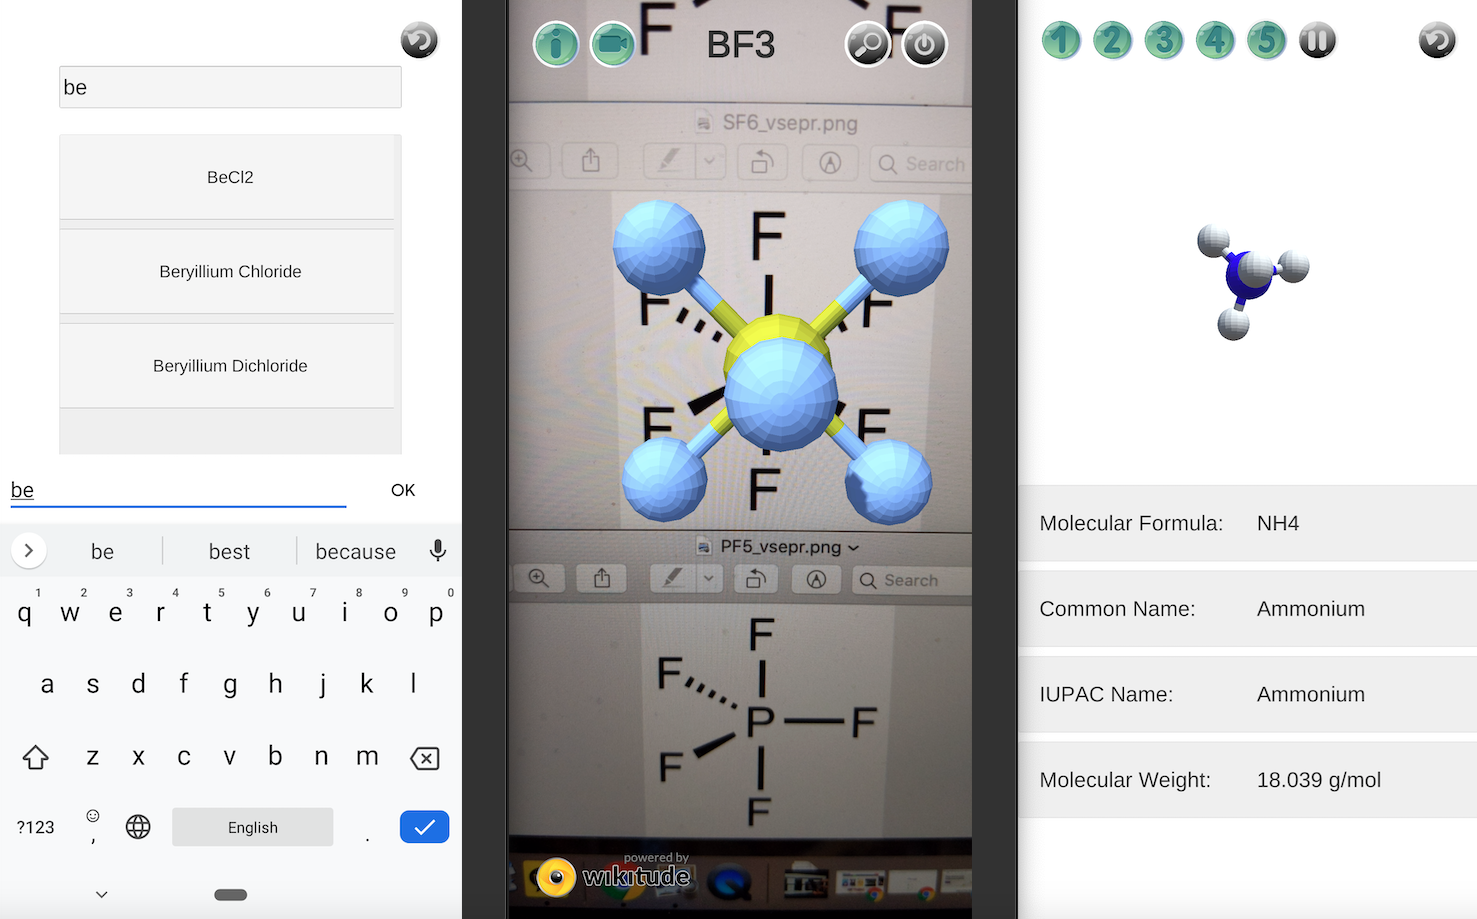 be
BeCl2
Beryillium Chloride
Beryillium Dichloride
be
OK
be best because
1 2 3 4 5 6 7 8 9 0
q w e r t y u i o p
a s d f g h j k l
z x c v b n m
?123 , English .
F F
BF3
SF6_vsepr.png
Search
F
F F
F F
F
PF5_vsepr.png
Search
F
F
P F
F
F
powered by
wikitude
1 2 3 4 5
Molecular Formula: NH4
Common Name: Ammonium
IUPAC Name: Ammonium
Molecular Weight: 18.039 g/mol